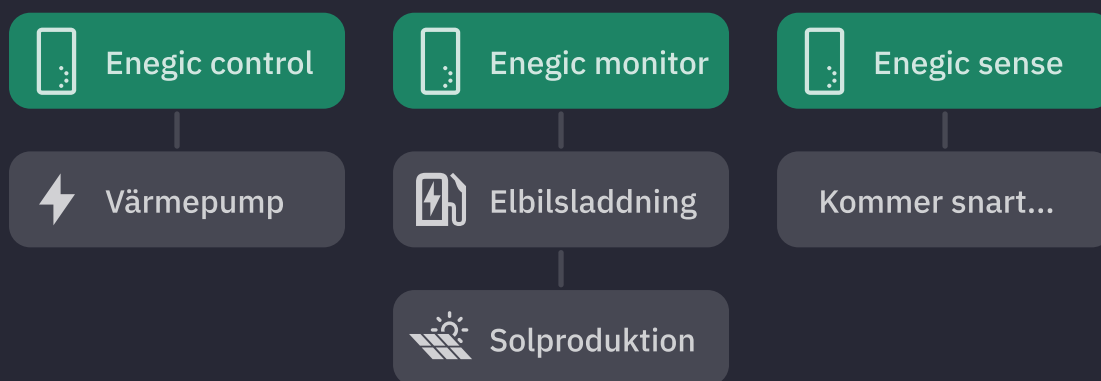 Enegic control
Enegic monitor
Enegic sense
Värmepump
Elbilsladdning
Kommer snart...
Solproduktion